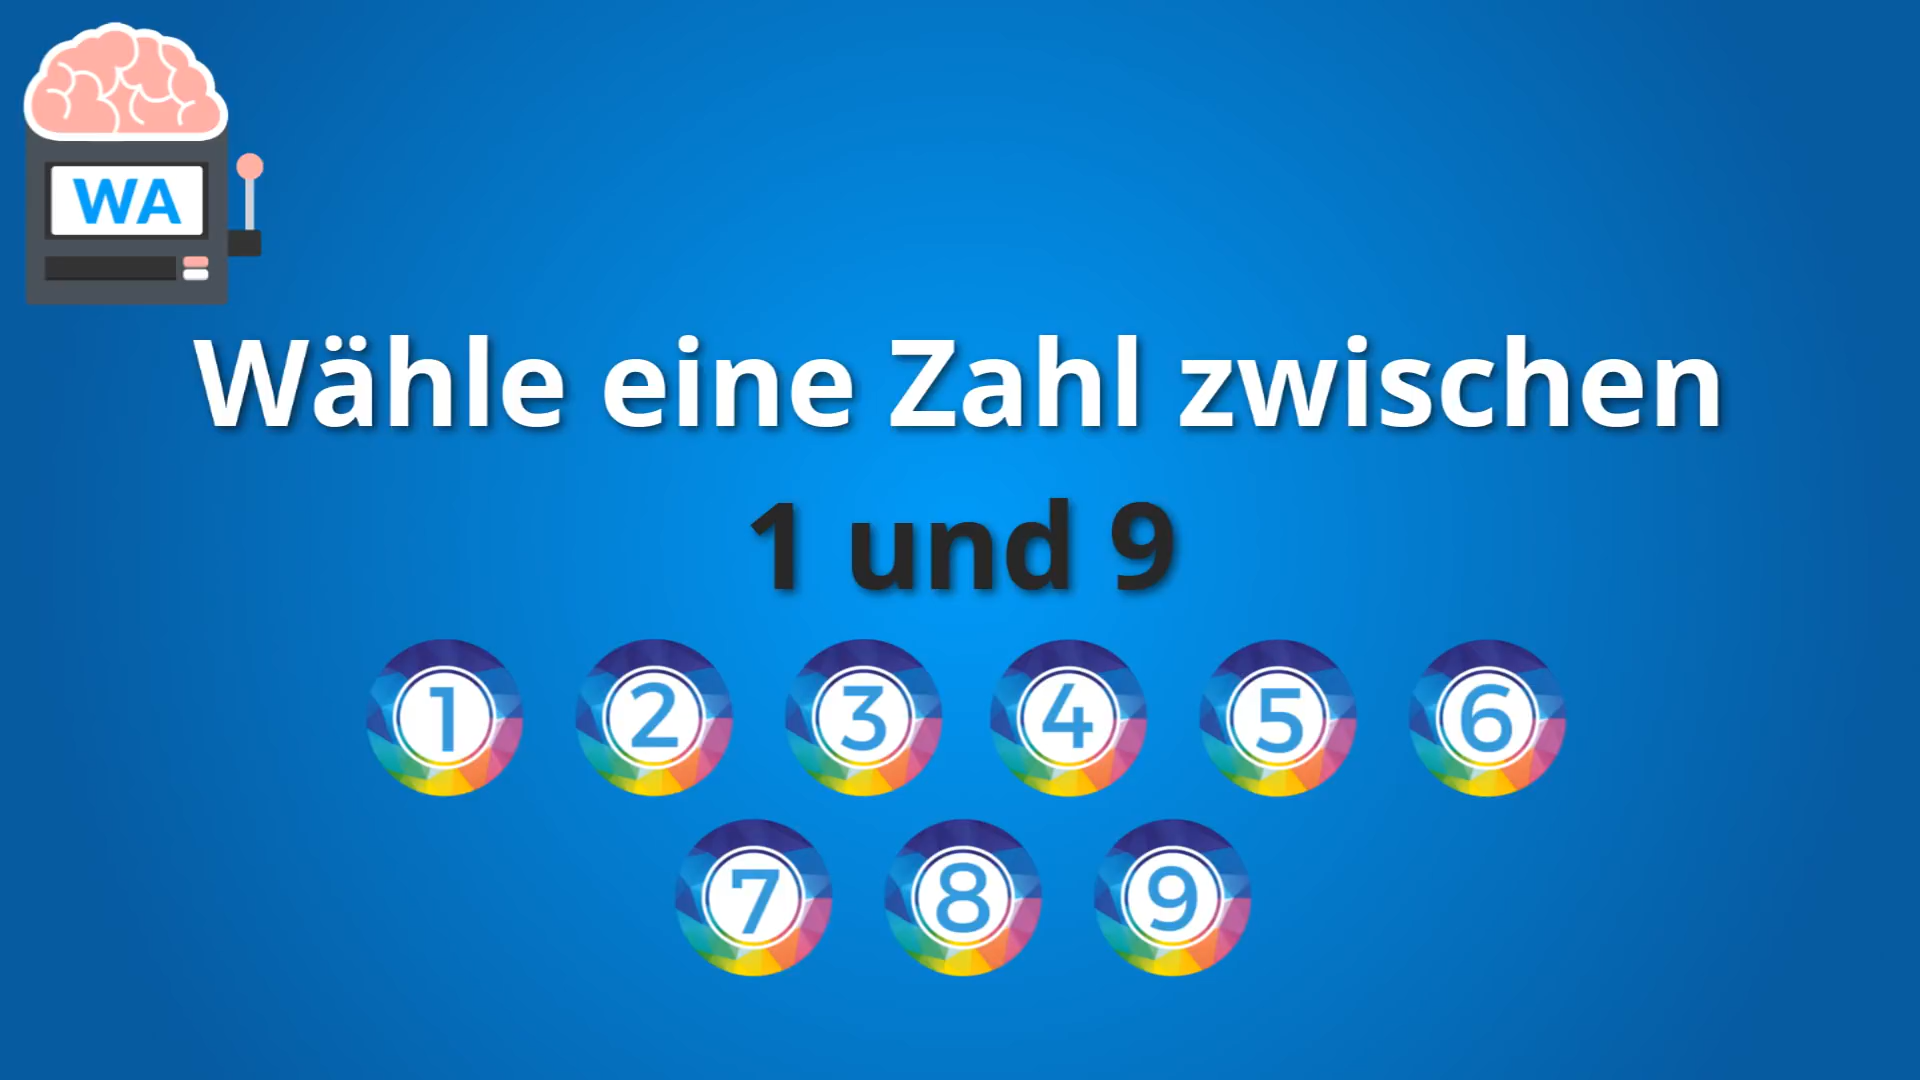 WA
Wähle eine Zahl zwischen
1 und 9
1 2 3 4 5 6
7 8 9